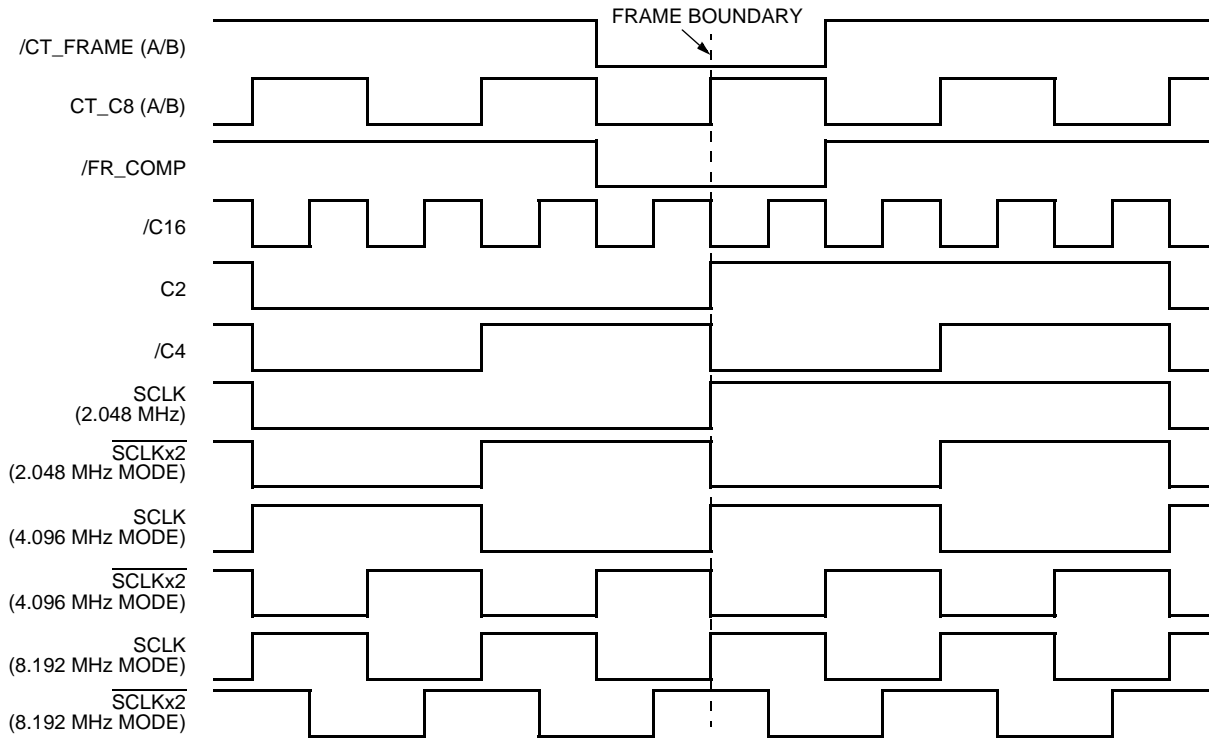 FRAME BOUNDARY
/CT_FRAME (A/B)
CT_C8 (A/B)
/FR_COMP
/C16
C2
/C4
SCLK
(2.048 MHz)
SCLKx2
(2.048 MHz MODE)
SCLK
(4.096 MHz MODE)
SCLKx2
(4.096 MHz MODE)
SCLK
(8.192 MHz MODE)
SCLKx2
(8.192 MHz MODE)